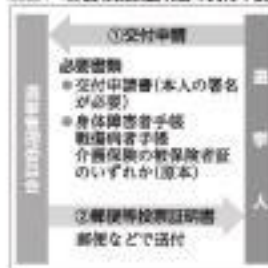 ①交付申請
必要書類
●交付申請書(本人の署名
が必要)
●身体障害者手帳
戦傷病者手帳
介護保険の被保険者証
のいずれか(原本)
選挙人
②郵便等投票証明書
郵便などで送付